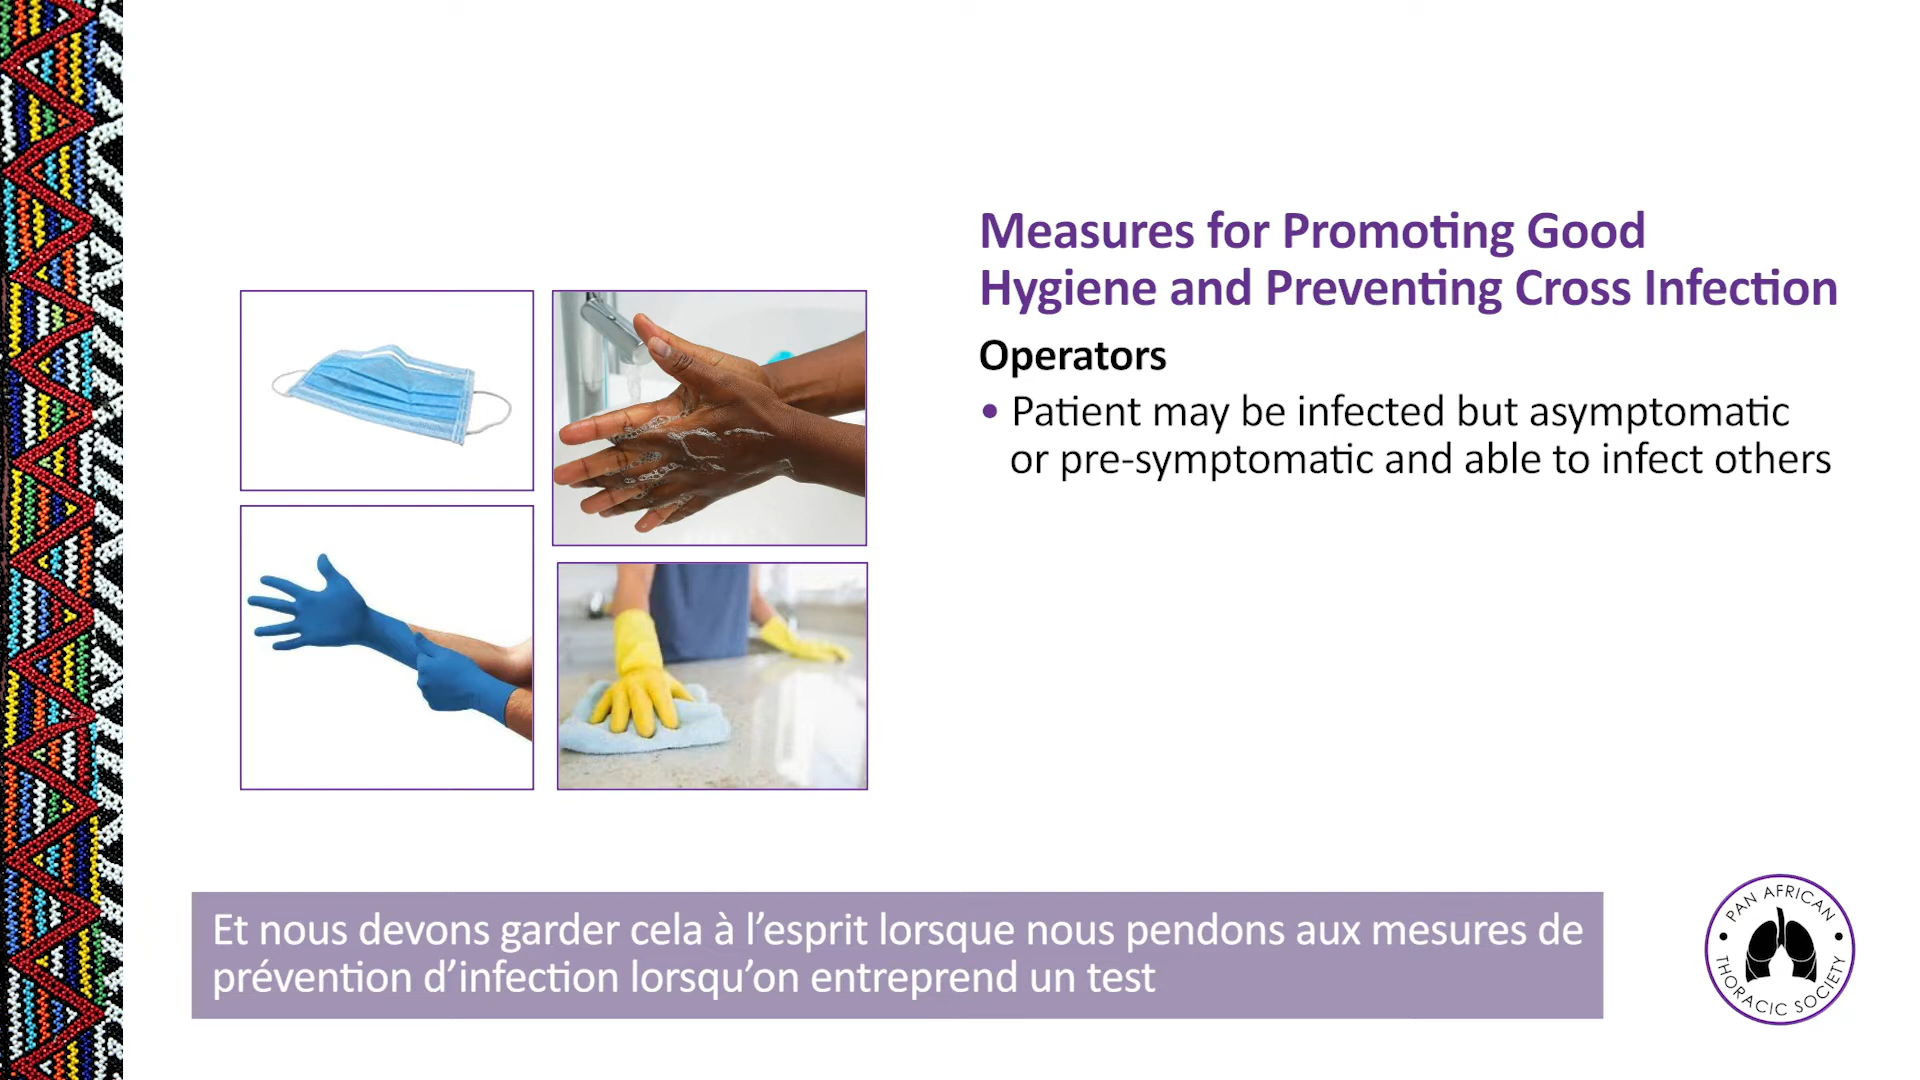 Measures for Promoting Good
Hygiene and Preventing Cross Infection
Operators
• Patient may be infected but asymptomatic
or pre-symptomatic and able to infect others
Et nous devons garder cela à l’esprit lorsque nous pendons aux mesures de
prévention d’infection lorsqu’on entreprend un test
PAN AFRICAN
THORACIC SOCIETY